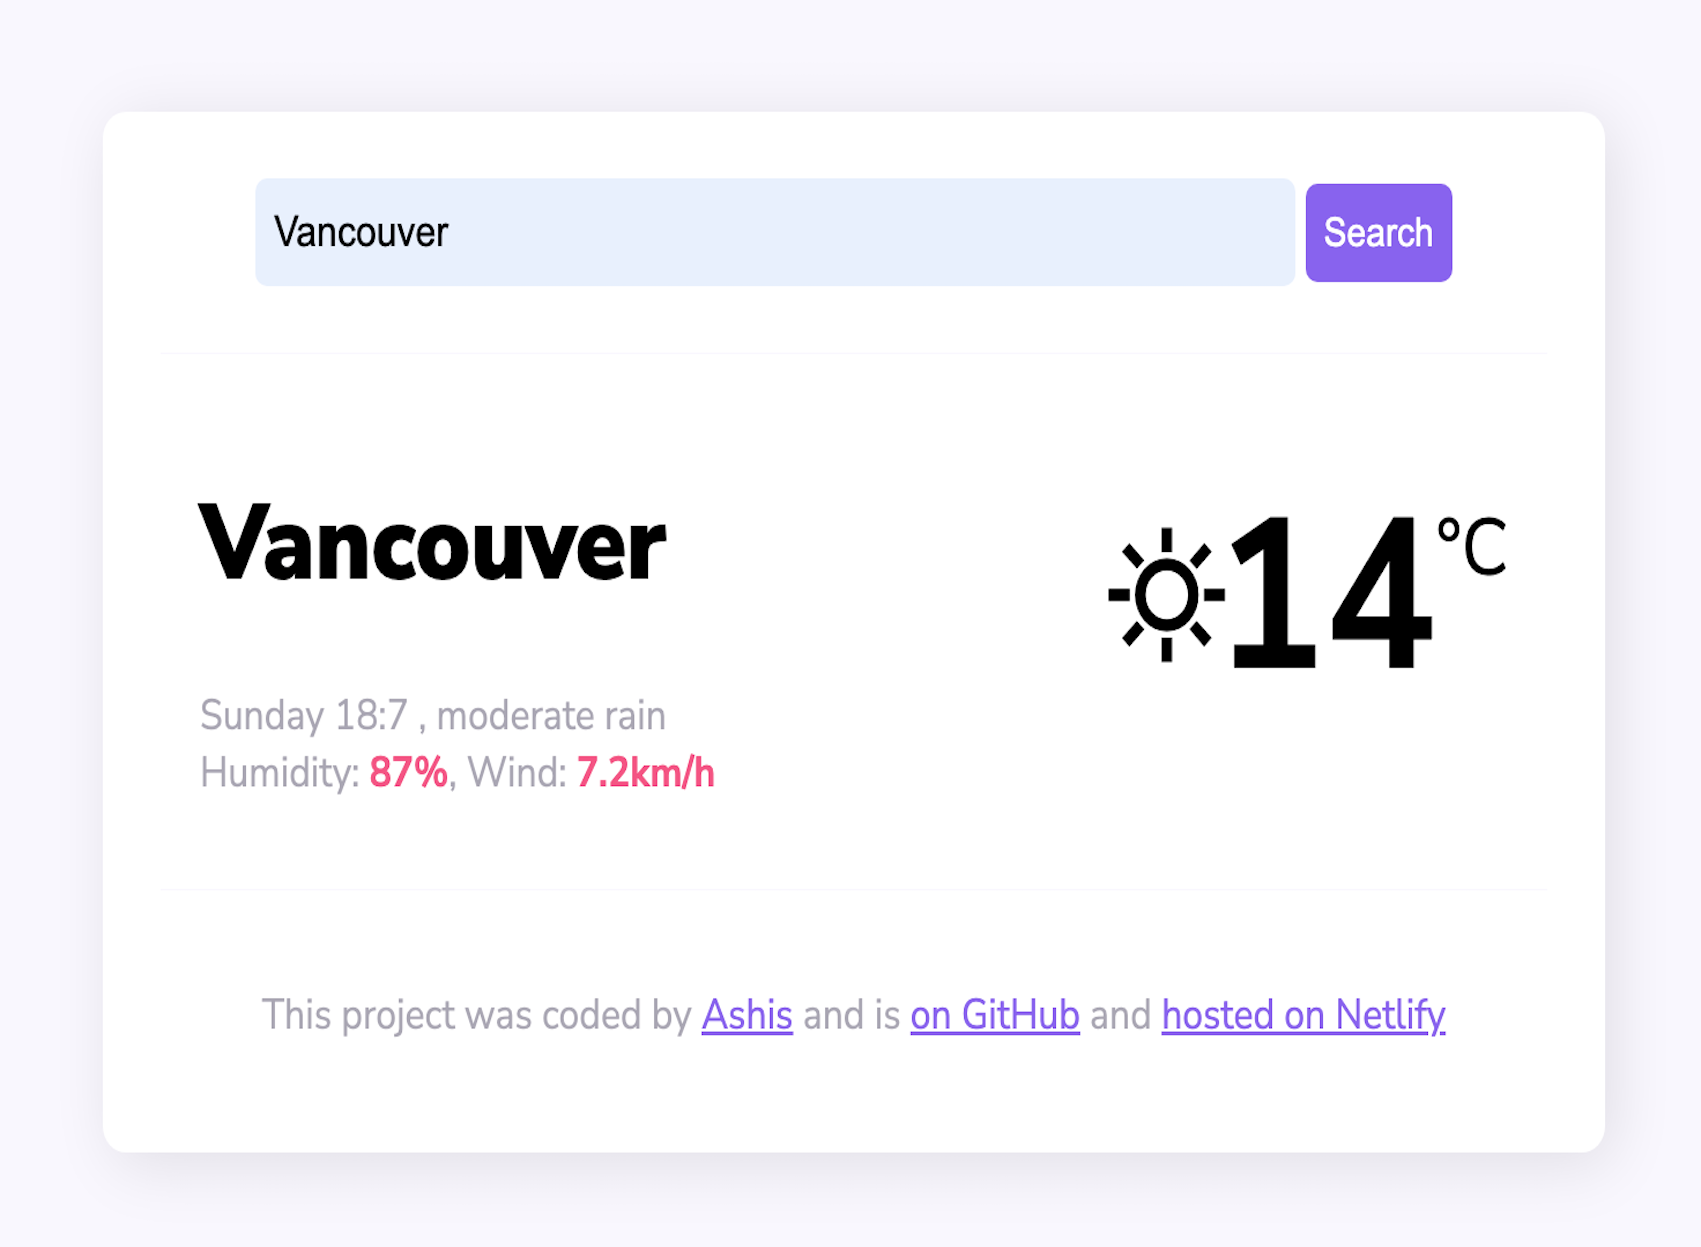 Vancouver
Search
Vancouver
14°C
Sunday 18:7 , moderate rain
Humidity: 87%, Wind: 7.2km/h
This project was coded by Ashis and is on GitHub and hosted on Netlify